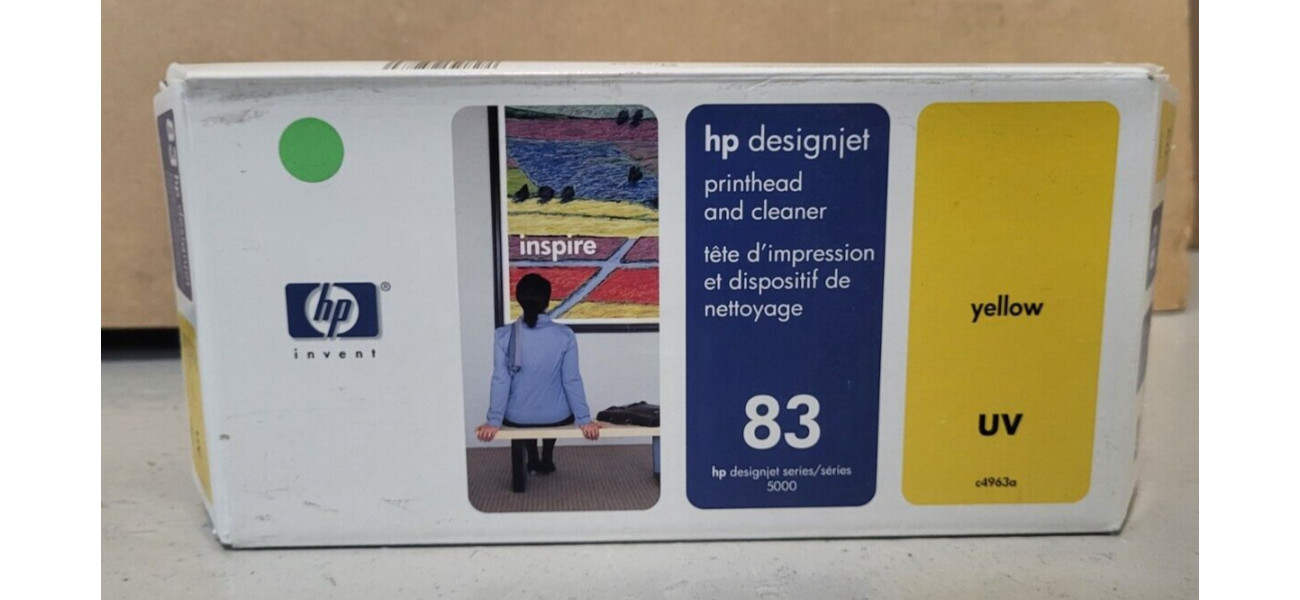 hp
®
invent
inspire
hp designjet
printhead
and cleaner
tête d'impression
et dispositif de
nettoyage
83
hp designjet series/séries
5000
yellow
UV
c4963a